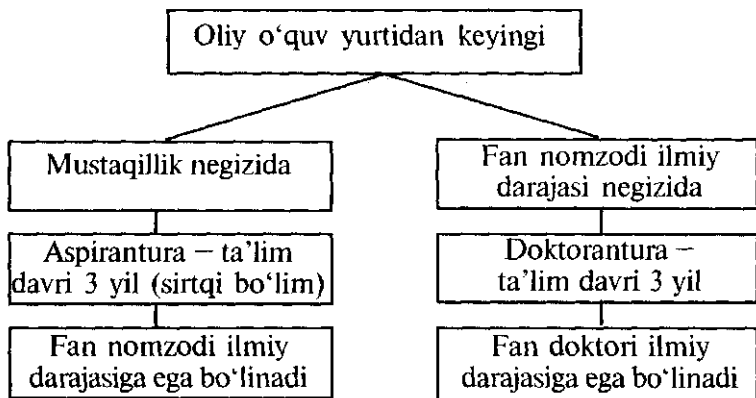 Oliy o‘quv yurtidan keyingi
Mustaqillik negizida
Fan nomzodi ilmiy
darajasi negizida
Aspirantura – ta’lim
davri 3 yil (sirtqi bo‘lim)
Doktorantura –
ta’lim davri 3 yil
Fan nomzodi ilmiy
darajasiga ega bo‘linadi
Fan doktori ilmiy
darajasiga ega bo‘linadi